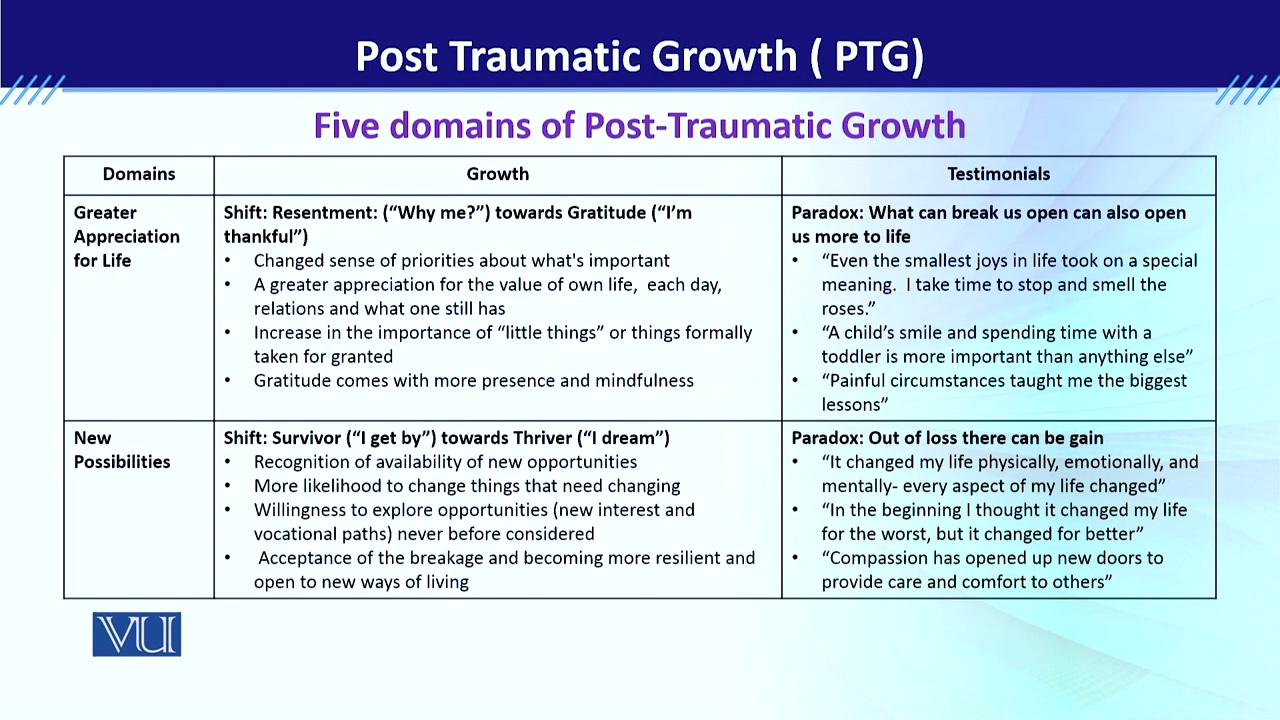 Post Traumatic Growth ( PTG)
Five domains of Post-Traumatic Growth
Domains
Growth
Testimonials
Greater
Appreciation
for Life
Shift: Resentment: (“Why me?”) towards Gratitude (“I’m
thankful”)
• Changed sense of priorities about what's important
• A greater appreciation for the value of own life, each day,
relations and what one still has
• Increase in the importance of “little things” or things formally
taken for granted
• Gratitude comes with more presence and mindfulness
Paradox: What can break us open can also open
us more to life
• “Even the smallest joys in life took on a special
meaning. I take time to stop and smell the
roses.”
• “A child’s smile and spending time with a
toddler is more important than anything else”
• “Painful circumstances taught me the biggest
lessons”
New
Possibilities
Shift: Survivor (“I get by”) towards Thriver (“I dream”)
• Recognition of availability of new opportunities
• More likelihood to change things that need changing
• Willingness to explore opportunities (new interest and
vocational paths) never before considered
• Acceptance of the breakage and becoming more resilient and
open to new ways of living
Paradox: Out of loss there can be gain
• “It changed my life physically, emotionally, and
mentally- every aspect of my life changed”
• “In the beginning I thought it changed my life
for the worst, but it changed for better”
• “Compassion has opened up new doors to
provide care and comfort to others”
VU